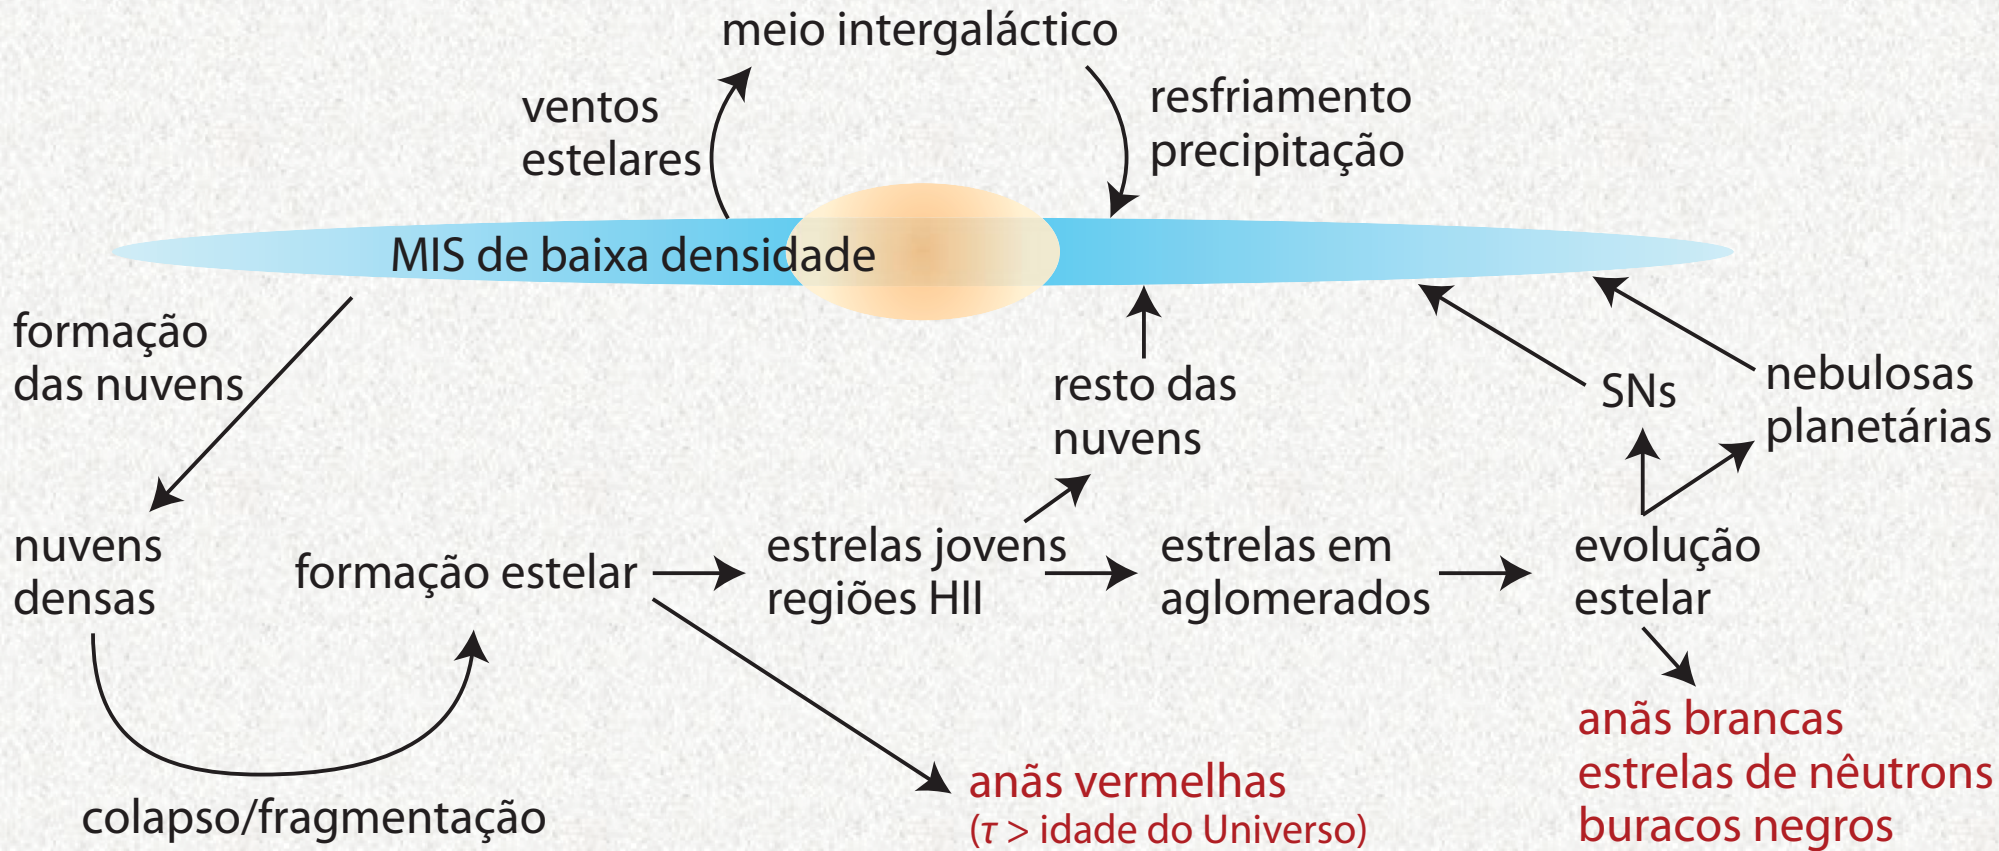 meio intergaláctico
ventos
estelares
resfriamento
precipitação
MIS de baixa densidade
formação
das nuvens
resto das
nuvens
SNs
nebulosas
planetárias
nuvens
densas
formação estelar
estrelas jovens
regiões HII
estrelas em
aglomerados
evolução
estelar
colapso/fragmentação
anãs vermelhas
(τ > idade do Universo)
anãs brancas
estrelas de nêutrons
buracos negros